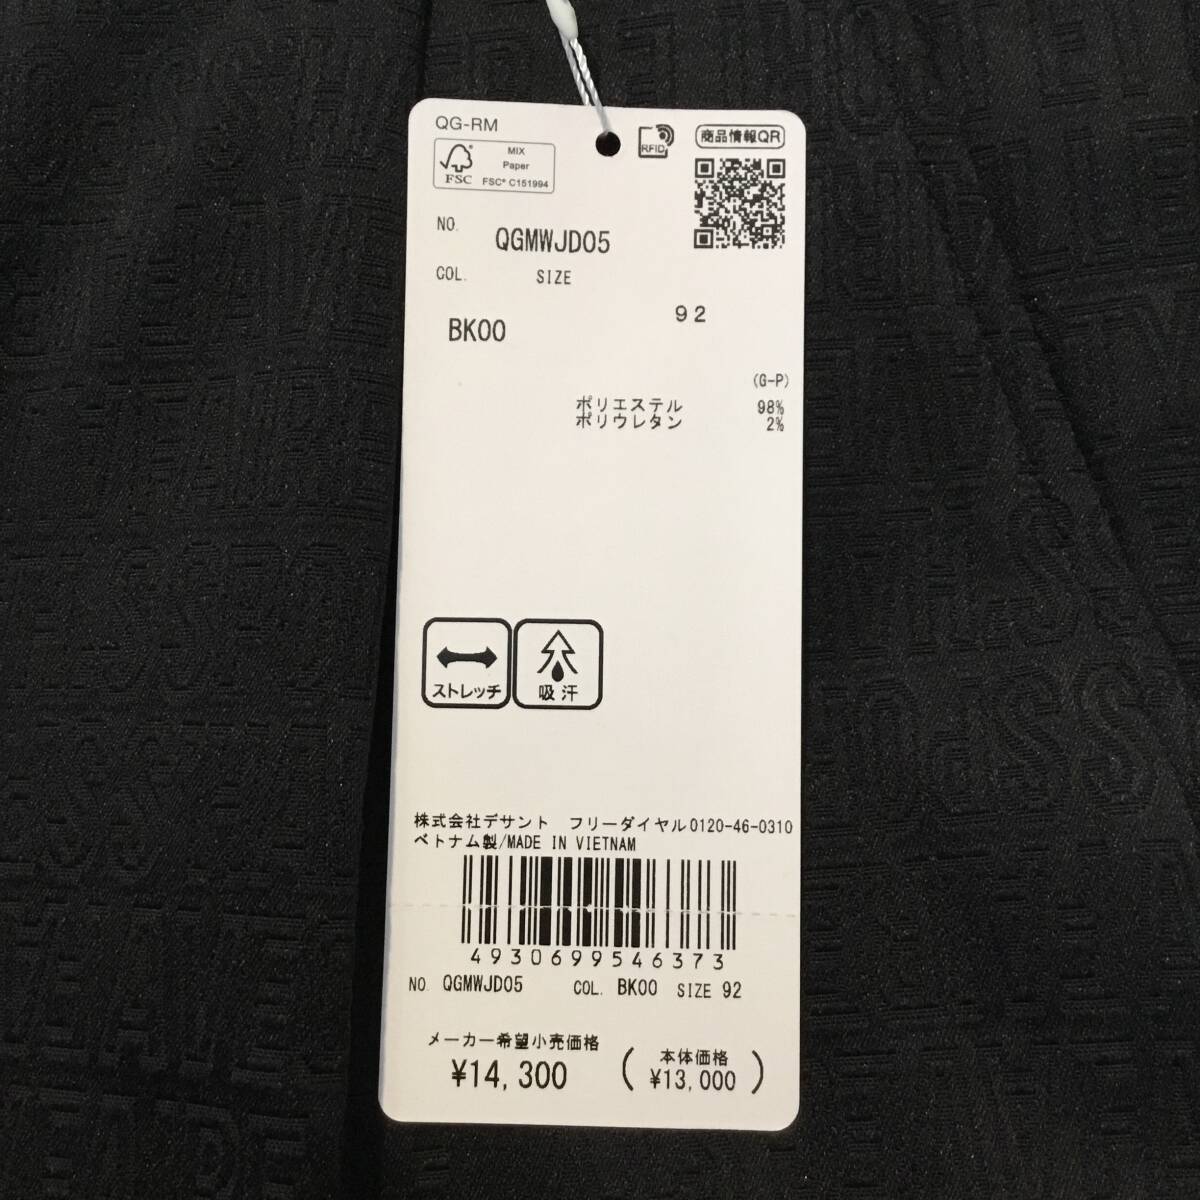 QG-RM
RFID
商品情報QR
MIX
Paper
FSC
FSC® C151994
NO. QGMWJD05
COL. SIZE
BK00 92
(G-P)
ポリエステル 98%
ポリウレタン 2%
ストレッチ 吸汗
株式会社デサント フリーダイヤル0120-46-0310
ベトナム製/MADE IN VIETNAM
4930699546373
NO. QGMWJD05 COL. BK00 SIZE 92
メーカー希望小売価格
¥14,300
(本体価格
¥13,000)